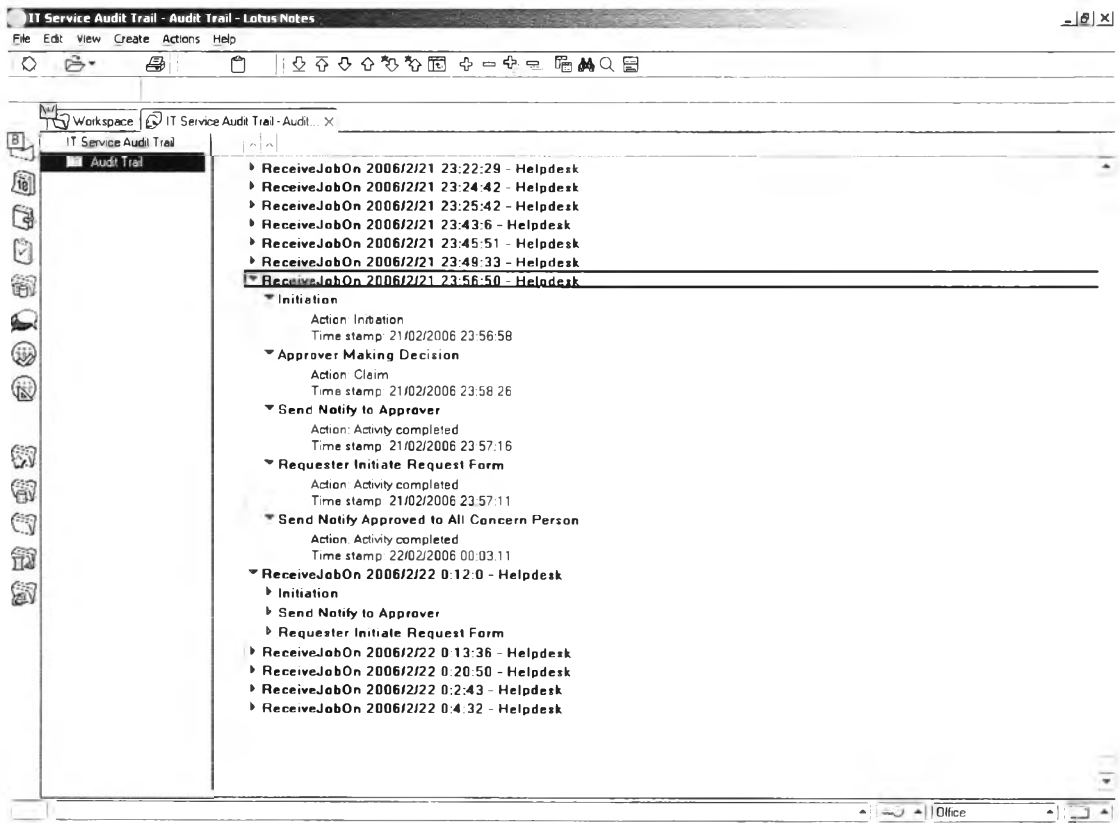 IT Service Audit Trail - Audit Trail - Lotus Notes
File Edit View Create Actions Help
Workspace IT Service Audit Trail - Audit...
IT Service Audit Trail
Audit Trail
ReceiveJobOn 2006/2/21 23:22:29 - Helpdesk
ReceiveJobOn 2006/2/21 23:24:42 - Helpdesk
ReceiveJobOn 2006/2/21 23:25:42 - Helpdesk
ReceiveJobOn 2006/2/21 23:43:6 - Helpdesk
ReceiveJobOn 2006/2/21 23:45:51 - Helpdesk
ReceiveJobOn 2006/2/21 23:49:33 - Helpdesk
ReceiveJobOn 2006/2/21 23:56:50 - Helpdesk
Initiation
Action: Initiation
Time stamp: 21/02/2006 23:56:58
Approver Making Decision
Action: Claim
Time stamp: 21/02/2006 23:58:26
Send Notify to Approver
Action: Activity completed
Time stamp: 21/02/2006 23:57:16
Requester Initiate Request Form
Action: Activity completed
Time stamp: 21/02/2006 23:57:11
Send Notify Approved to All Concern Person
Action: Activity completed
Time stamp: 22/02/2006 00:03:11
ReceiveJobOn 2006/2/22 0:12:0 - Helpdesk
Initiation
Send Notify to Approver
Requester Initiate Request Form
ReceiveJobOn 2006/2/22 0:13:36 - Helpdesk
ReceiveJobOn 2006/2/22 0:20:50 - Helpdesk
ReceiveJobOn 2006/2/22 0:2:43 - Helpdesk
ReceiveJobOn 2006/2/22 0:4:32 - Helpdesk
Office